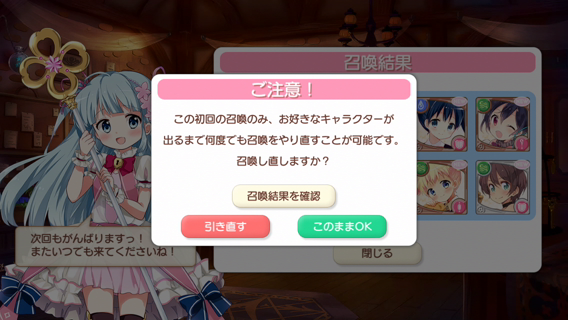 召喚結果
ご注意！
この初回の召喚のみ、お好きなキャラクターが
出るまで何度でも召喚をやり直すことが可能です。
召喚し直しますか？
召喚結果を確認
引き直す
このままOK
次回もがんばりますっ！
またいつでも来てくださいね！
閉じる